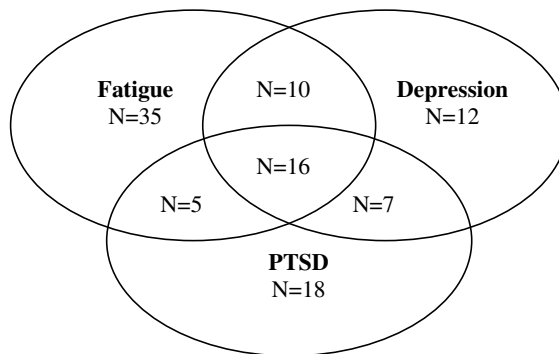 Fatigue
N=35
N=10
Depression
N=12
N=16
N=5
N=7
PTSD
N=18